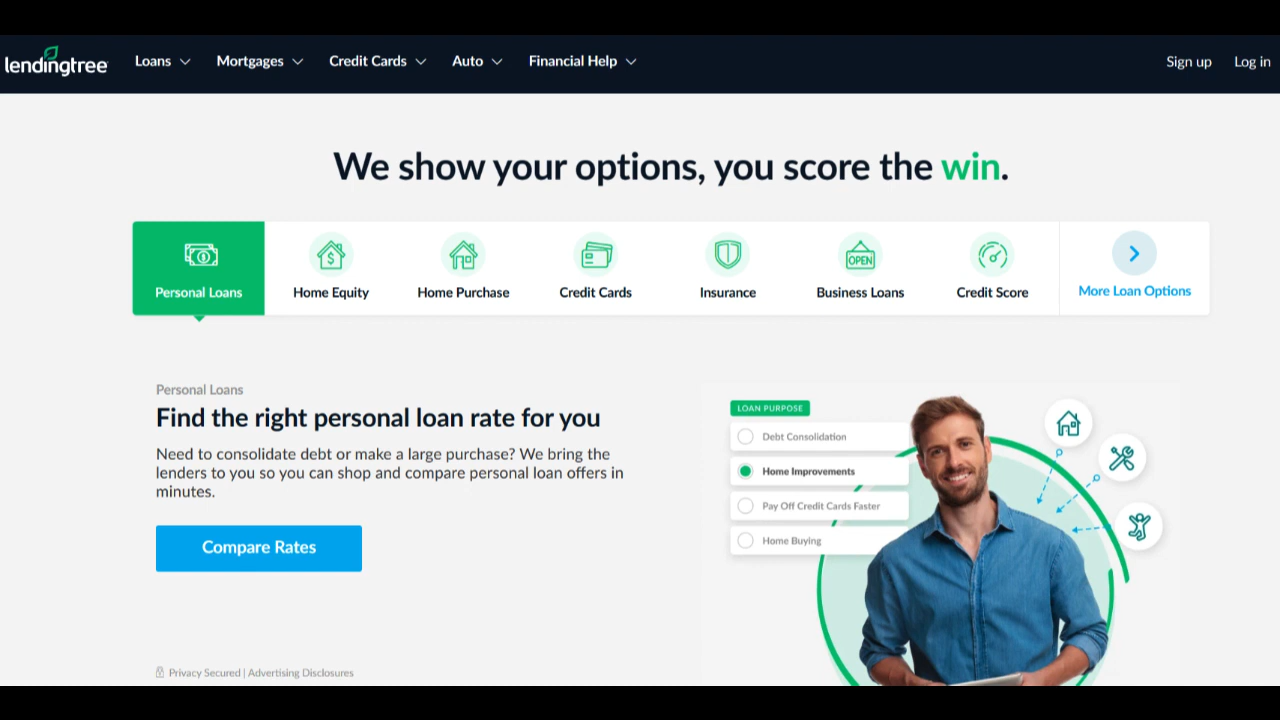 lendingtree
Loans
Mortgages
Credit Cards
Auto
Financial Help
Sign up
Log in
We show your options, you score the win.
Personal Loans
Home Equity
Home Purchase
Credit Cards
Insurance
OPEN
Business Loans
Credit Score
More Loan Options
Personal Loans
Find the right personal loan rate for you
Need to consolidate debt or make a large purchase? We bring the
lenders to you so you can shop and compare personal loan offers in
minutes.
Compare Rates
Privacy Secured | Advertising Disclosures
LOAN PURPOSE
Debt Consolidation
Home Improvements
Pay Off Credit Cards Faster
Home Buying